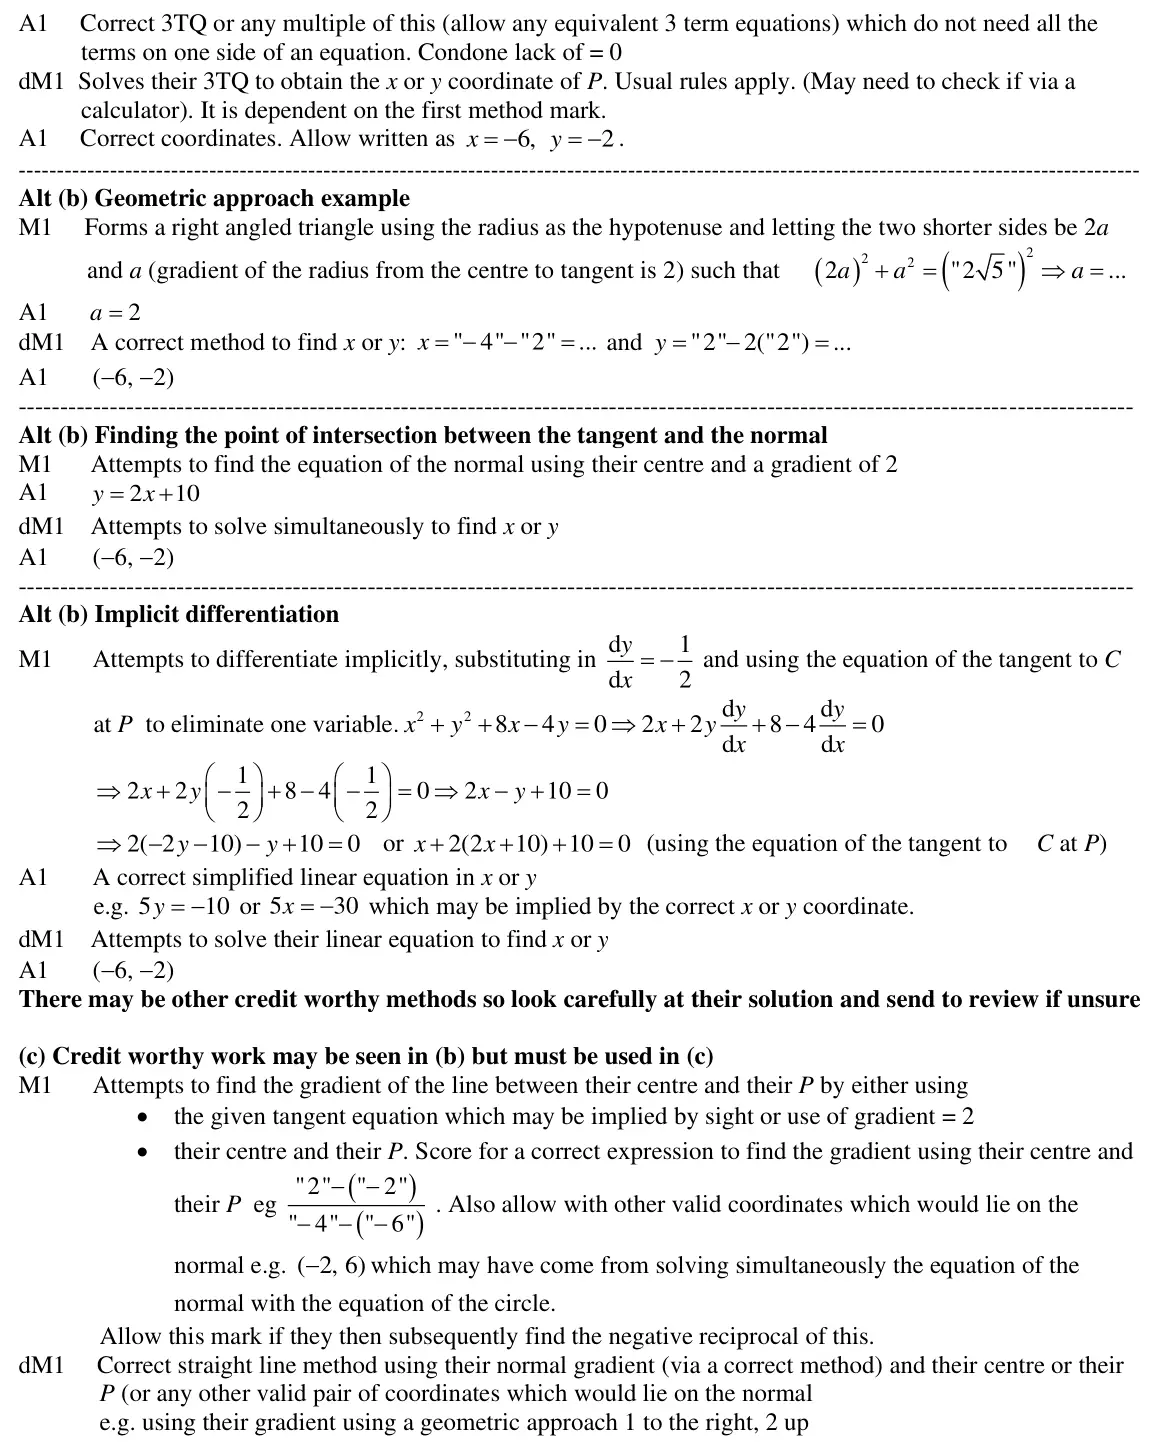 A1 Correct 3TQ or any multiple of this (allow any equivalent 3 term equations) which do not need all the
terms on one side of an equation. Condone lack of = 0
dM1 Solves their 3TQ to obtain the x or y coordinate of P. Usual rules apply. (May need to check if via a
calculator). It is dependent on the first method mark.
A1 Correct coordinates. Allow written as x = −6, y = −2.
Alt (b) Geometric approach example
M1 Forms a right angled triangle using the radius as the hypotenuse and letting the two shorter sides be 2a
and a (gradient of the radius from the centre to tangent is 2) such that (2a)² + a² = ("2√5")² ⇒ a = ...
A1 a = 2
dM1 A correct method to find x or y: x = "−4"−"2" = ... and y = "2"−2("2") = ...
A1 (−6, −2)
Alt (b) Finding the point of intersection between the tangent and the normal
M1 Attempts to find the equation of the normal using their centre and a gradient of 2
A1 y = 2x + 10
dM1 Attempts to solve simultaneously to find x or y
A1 (−6, −2)
Alt (b) Implicit differentiation
M1 Attempts to differentiate implicitly, substituting in dy/dx = −1/2 and using the equation of the tangent to C
at P to eliminate one variable. x² + y² + 8x − 4y = 0 ⇒ 2x + 2y dy/dx + 8 − 4 dy/dx = 0
⇒ 2x + 2y(−1/2) + 8 − 4(−1/2) = 0 ⇒ 2x − y + 10 = 0
⇒ 2(−2y − 10) − y + 10 = 0 or x + 2(2x + 10) + 10 = 0 (using the equation of the tangent to C at P)
A1 A correct simplified linear equation in x or y
e.g. 5y = −10 or 5x = −30 which may be implied by the correct x or y coordinate.
dM1 Attempts to solve their linear equation to find x or y
A1 (−6, −2)
There may be other credit worthy methods so look carefully at their solution and send to review if unsure
(c) Credit worthy work may be seen in (b) but must be used in (c)
M1 Attempts to find the gradient of the line between their centre and their P by either using
• the given tangent equation which may be implied by sight or use of gradient = 2
• their centre and their P. Score for a correct expression to find the gradient using their centre and
their P eg ("2"−("−2"))/("−4"−("−6")) . Also allow with other valid coordinates which would lie on the
normal e.g. (−2, 6) which may have come from solving simultaneously the equation of the
normal with the equation of the circle.
Allow this mark if they then subsequently find the negative reciprocal of this.
dM1 Correct straight line method using their normal gradient (via a correct method) and their centre or their
P (or any other valid pair of coordinates which would lie on the normal
e.g. using their gradient using a geometric approach 1 to the right, 2 up